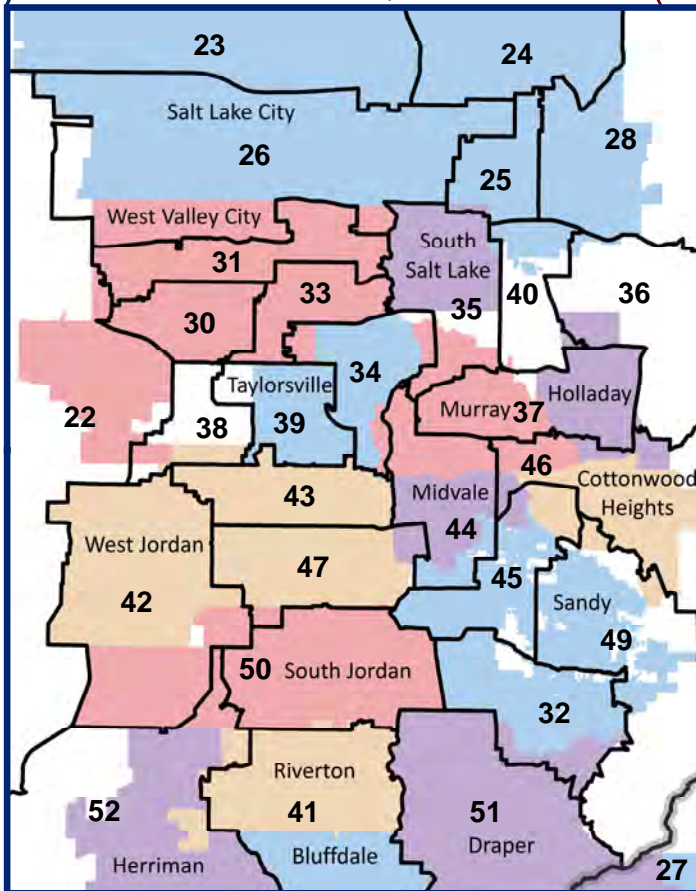 23
24
Salt Lake City
26
28
25
West Valley City
South
Salt Lake
31
33
35
40
36
30
34
Taylorsville
22
38
39
Murray 37
Holladay
46
Cottonwood
Heights
43
Midvale
44
West Jordan
42
47
45
Sandy
49
50 South Jordan
32
Riverton
41
52
51
Draper
Herriman
Bluffdale
27